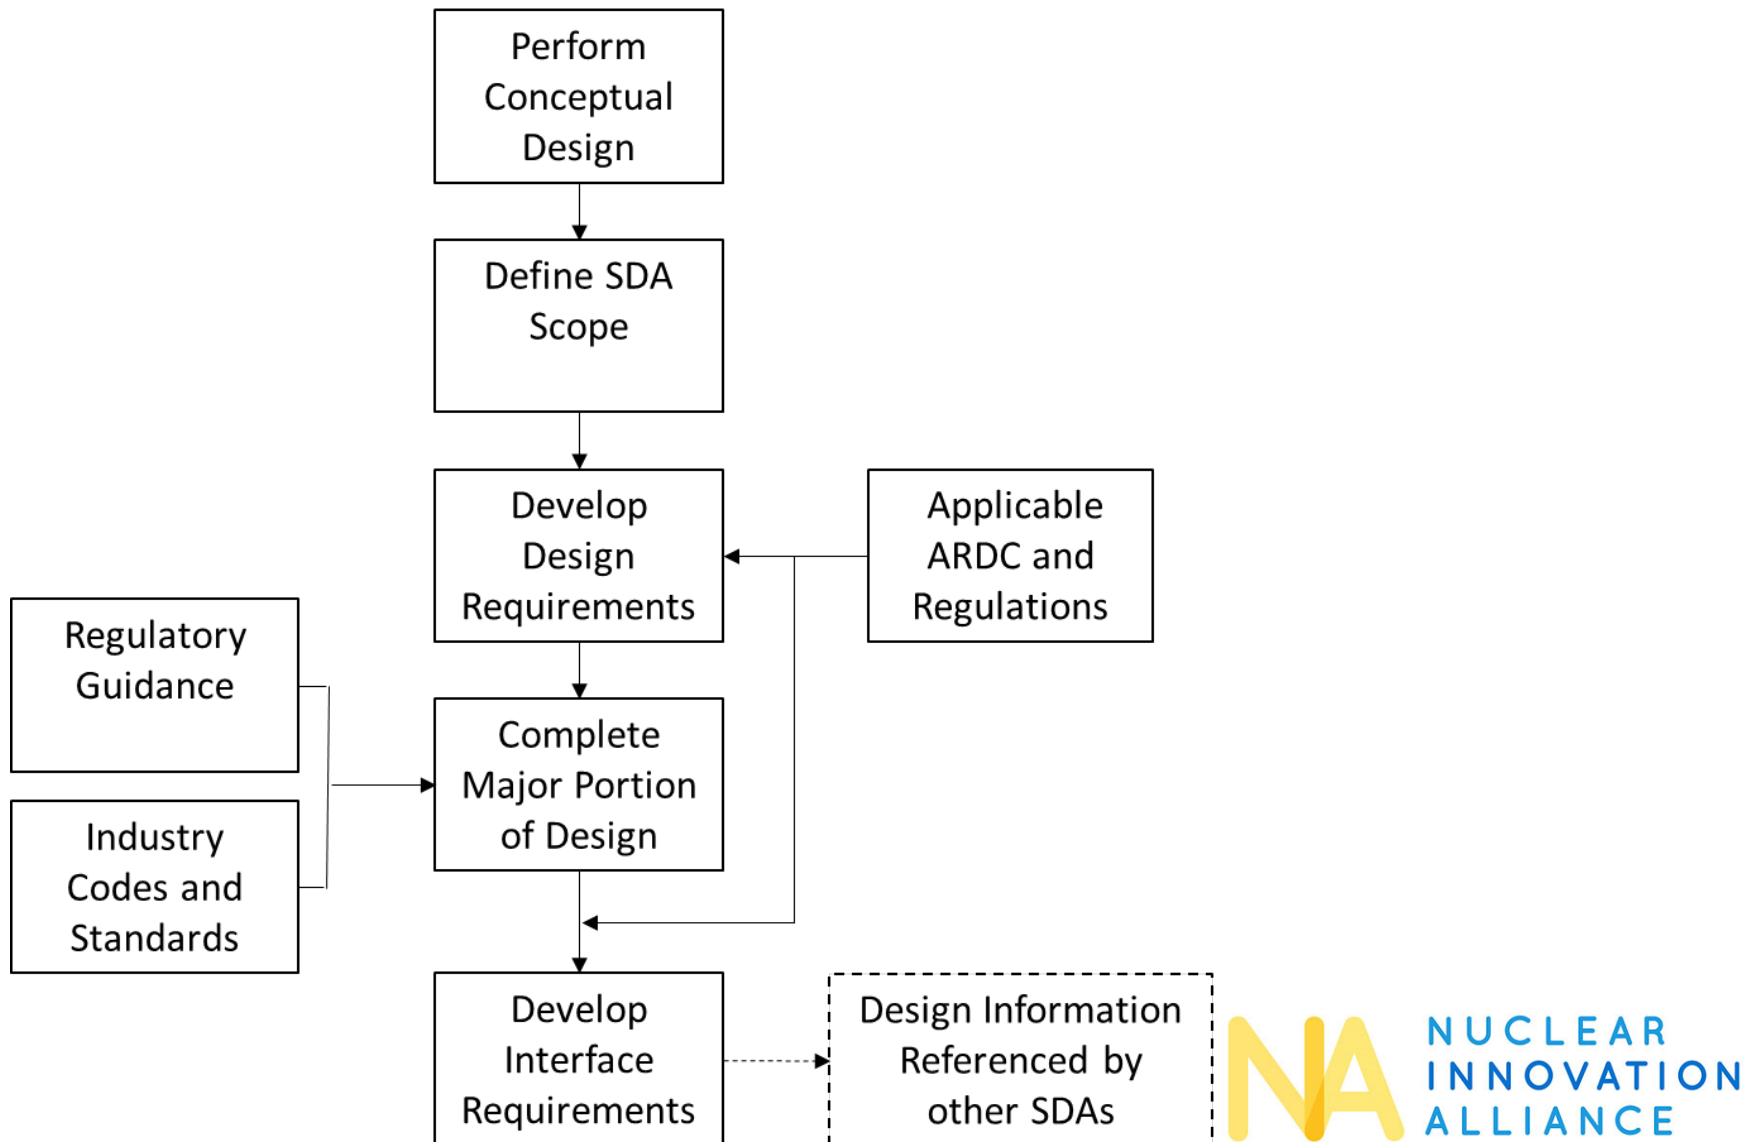 Perform
Conceptual
Design
Define SDA
Scope
Develop
Design
Requirements
Applicable
ARDC and
Regulations
Regulatory
Guidance
Complete
Major Portion
of Design
Industry
Codes and
Standards
Develop
Interface
Requirements
Design Information
Referenced by
other SDAs
NIA
NUCLEAR
INNOVATION
ALLIANCE